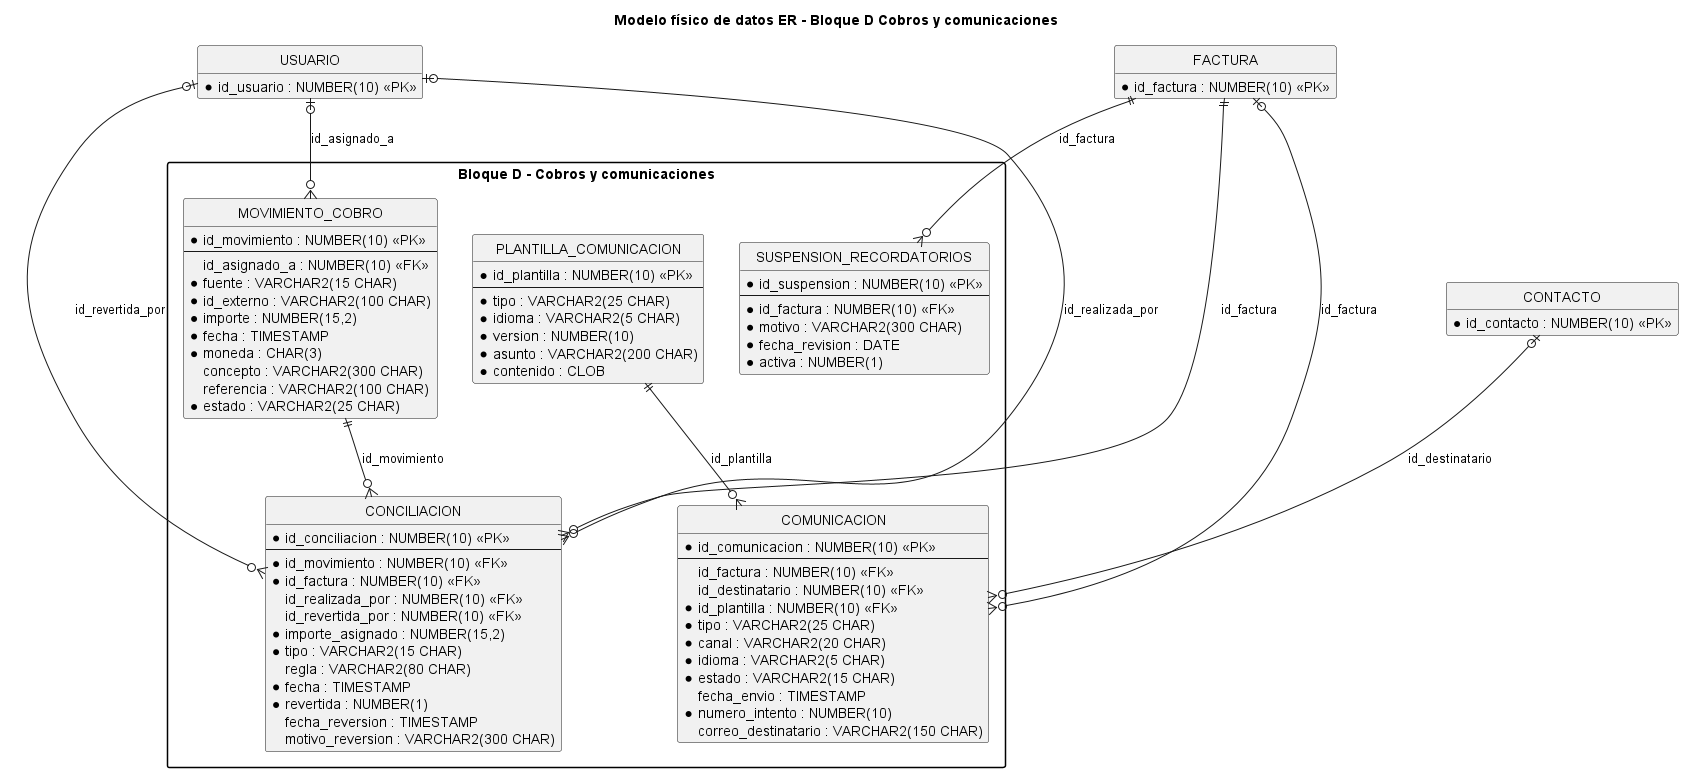 Modelo físico de datos ER - Bloque D Cobros y comunicaciones
USUARIO
* id_usuario : NUMBER(10) «PK»
FACTURA
* id_factura : NUMBER(10) «PK»
id_asignado_a
id_factura
Bloque D - Cobros y comunicaciones
MOVIMIENTO_COBRO
* id_movimiento : NUMBER(10) «PK»
id_asignado_a : NUMBER(10) «FK»
* fuente : VARCHAR2(15 CHAR)
* id_externo : VARCHAR2(100 CHAR)
* importe : NUMBER(15,2)
* fecha : TIMESTAMP
* moneda : CHAR(3)
concepto : VARCHAR2(300 CHAR)
referencia : VARCHAR2(100 CHAR)
* estado : VARCHAR2(25 CHAR)
PLANTILLA_COMUNICACION
* id_plantilla : NUMBER(10) «PK»
* tipo : VARCHAR2(25 CHAR)
* idioma : VARCHAR2(5 CHAR)
* version : NUMBER(10)
* asunto : VARCHAR2(200 CHAR)
* contenido : CLOB
SUSPENSION_RECORDATORIOS
* id_suspension : NUMBER(10) «PK»
* id_factura : NUMBER(10) «FK»
* motivo : VARCHAR2(300 CHAR)
* fecha_revision : DATE
* activa : NUMBER(1)
CONTACTO
* id_contacto : NUMBER(10) «PK»
id_revertida_por
id_realizada_por
id_factura
id_factura
id_movimiento
id_plantilla
id_destinatario
CONCILIACION
* id_conciliacion : NUMBER(10) «PK»
* id_movimiento : NUMBER(10) «FK»
* id_factura : NUMBER(10) «FK»
id_realizada_por : NUMBER(10) «FK»
id_revertida_por : NUMBER(10) «FK»
* importe_asignado : NUMBER(15,2)
* tipo : VARCHAR2(15 CHAR)
regla : VARCHAR2(80 CHAR)
* fecha : TIMESTAMP
* revertida : NUMBER(1)
fecha_reversion : TIMESTAMP
motivo_reversion : VARCHAR2(300 CHAR)
COMUNICACION
* id_comunicacion : NUMBER(10) «PK»
id_factura : NUMBER(10) «FK»
id_destinatario : NUMBER(10) «FK»
* id_plantilla : NUMBER(10) «FK»
* tipo : VARCHAR2(25 CHAR)
* canal : VARCHAR2(20 CHAR)
* idioma : VARCHAR2(5 CHAR)
* estado : VARCHAR2(15 CHAR)
fecha_envio : TIMESTAMP
* numero_intento : NUMBER(10)
correo_destinatario : VARCHAR2(150 CHAR)